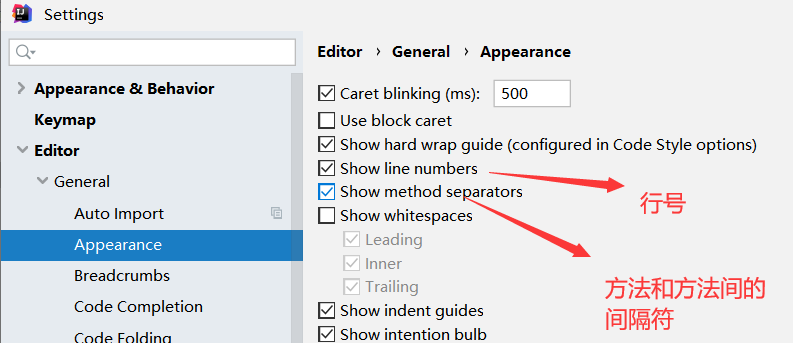 Settings
Editor › General › Appearance
Appearance & Behavior
Keymap
Editor
General
Auto Import
Appearance
Breadcrumbs
Code Completion
Code Folding
Caret blinking (ms): 500
Use block caret
Show hard wrap guide (configured in Code Style options)
Show line numbers
Show method separators
Show whitespaces
Leading
Inner
Trailing
Show indent guides
Show intention bulb
行号
方法和方法间的
间隔符